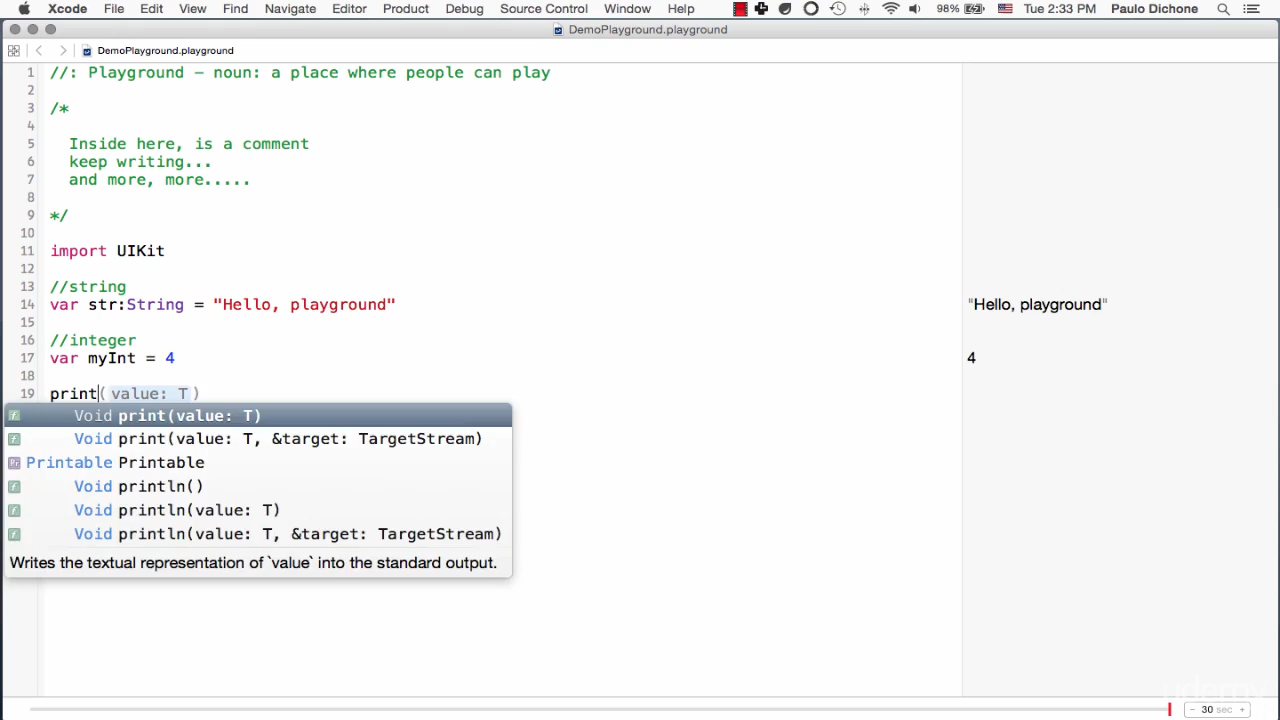 Xcode File Edit View Find Navigate Editor Product Debug Source Control Window Help 98% Tue 2:33 PM Paulo Dichone
DemoPlayground.playground
DemoPlayground.playground
1 //: Playground - noun: a place where people can play
2
3 /*
4
5 Inside here, is a comment
6 keep writing...
7 and more, more.....
8
9 */
10
11 import UIKit
12
13 //string
14 var str:String = "Hello, playground" "Hello, playground"
15
16 //integer
17 var myInt = 4 4
18
19 print(value: T)
Void print(value: T)
Void print(value: T, &target: TargetStream)
Printable Printable
Void println()
Void println(value: T)
Void println(value: T, &target: TargetStream)
Writes the textual representation of `value` into the standard output.
udemy
- 30 sec +